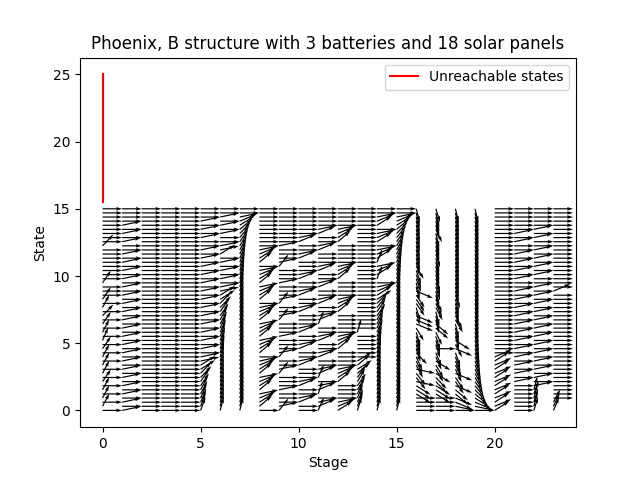 Phoenix, B structure with 3 batteries and 18 solar panels
Unreachable states
25
20
15
10
5
0
State
0 5 10 15 20
Stage